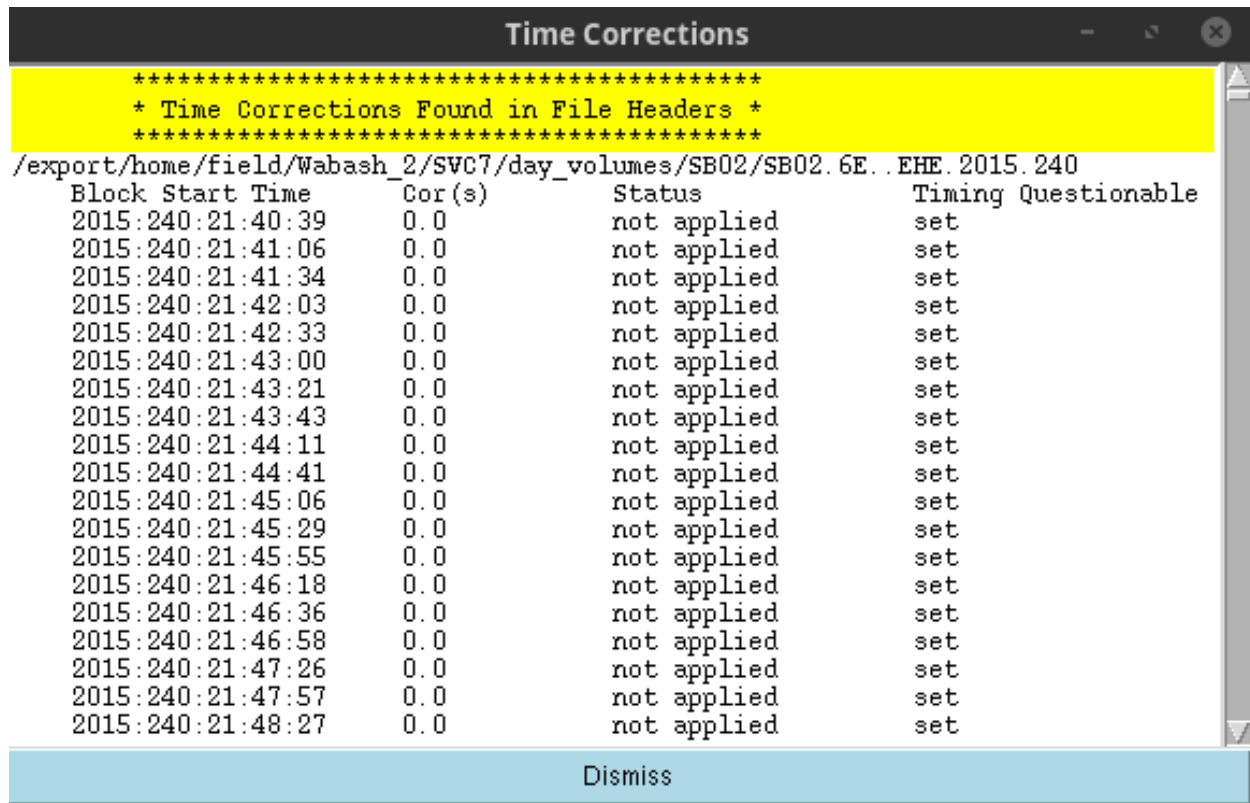 Time Corrections
******************************************
* Time Corrections Found in File Headers *
******************************************
/export/home/field/Wabash_2/SVC7/day_volumes/SB02/SB02.6E..EHE.2015.240
Block Start Time Cor(s) Status Timing Questionable
2015:240:21:40:39 0.0 not applied set
2015:240:21:41:06 0.0 not applied set
2015:240:21:41:34 0.0 not applied set
2015:240:21:42:03 0.0 not applied set
2015:240:21:42:33 0.0 not applied set
2015:240:21:43:00 0.0 not applied set
2015:240:21:43:21 0.0 not applied set
2015:240:21:43:43 0.0 not applied set
2015:240:21:44:11 0.0 not applied set
2015:240:21:44:41 0.0 not applied set
2015:240:21:45:06 0.0 not applied set
2015:240:21:45:29 0.0 not applied set
2015:240:21:45:55 0.0 not applied set
2015:240:21:46:18 0.0 not applied set
2015:240:21:46:36 0.0 not applied set
2015:240:21:46:58 0.0 not applied set
2015:240:21:47:26 0.0 not applied set
2015:240:21:47:57 0.0 not applied set
2015:240:21:48:27 0.0 not applied set
Dismiss